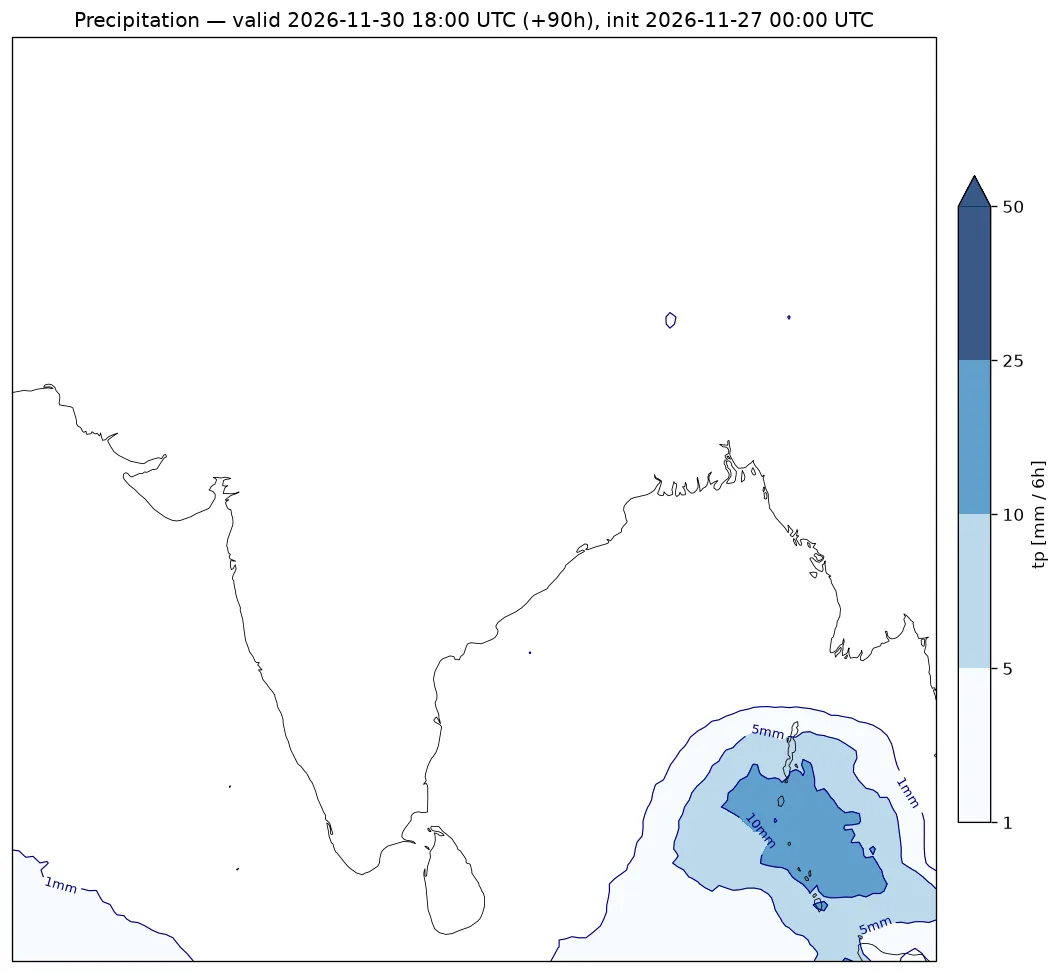 Precipitation — valid 2026-11-30 18:00 UTC (+90h), init 2026-11-27 00:00 UTC
50
25
10
5
1
tp [mm / 6h]
5mm
1mm
10mm
1mm
5mm